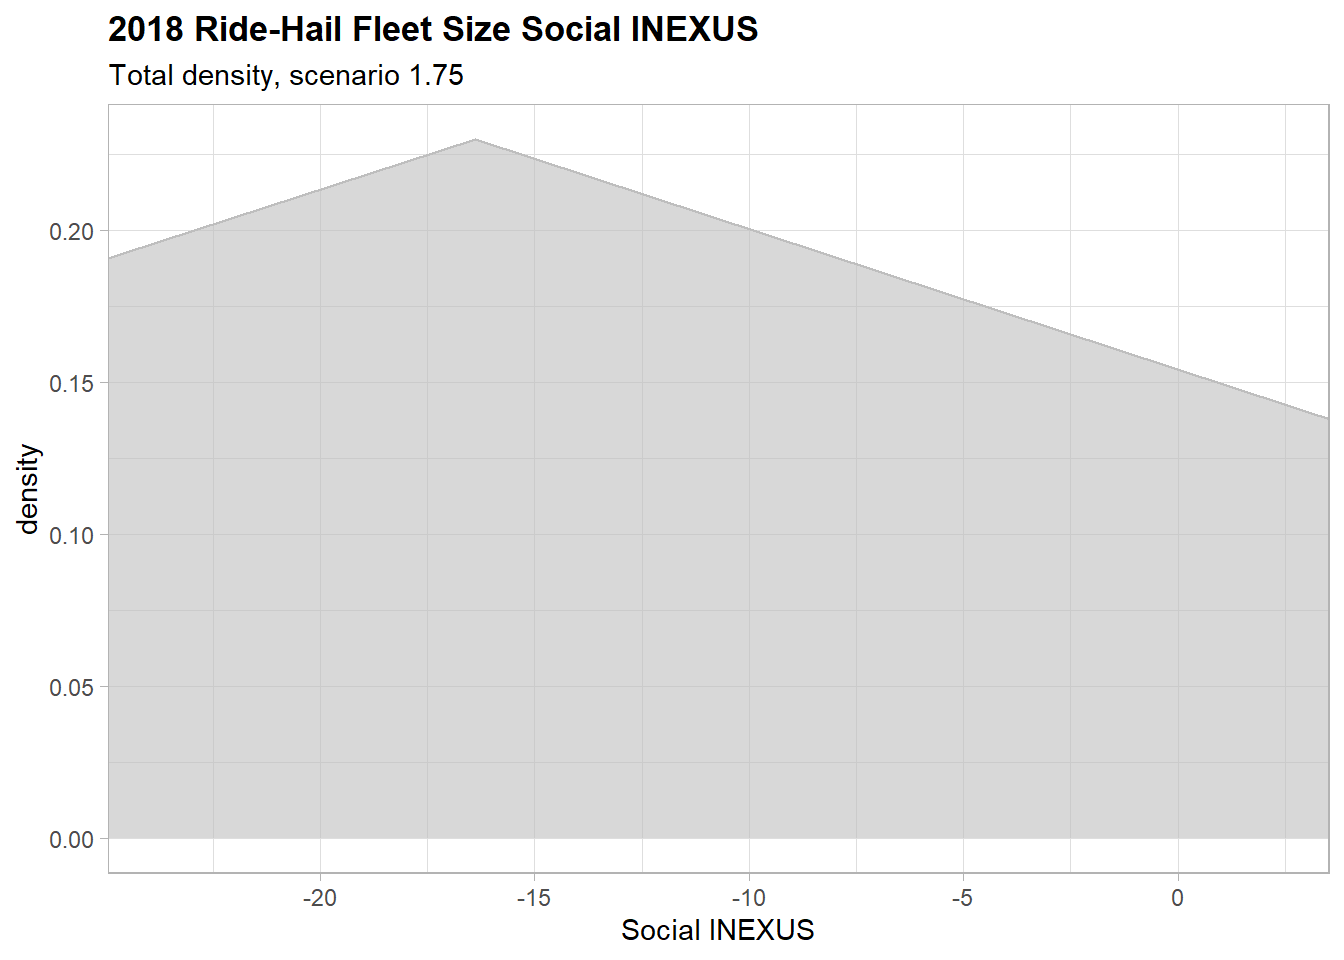 2018 Ride-Hail Fleet Size Social INEXUS
Total density, scenario 1.75
density
0.20
0.15
0.10
0.05
0.00
-20 -15 -10 -5 0
Social INEXUS